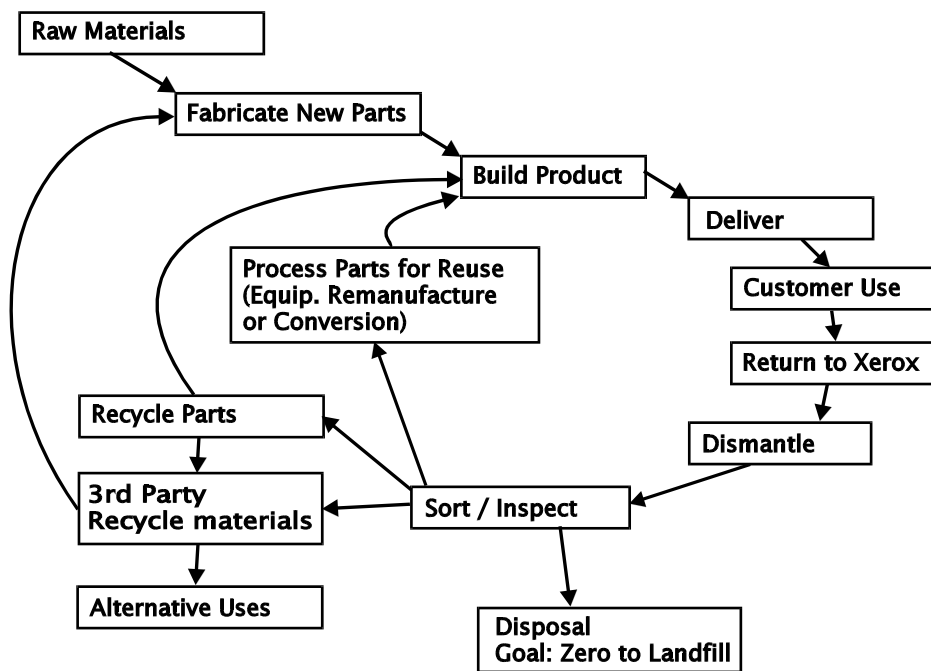 Raw Materials
Fabricate New Parts
Build Product
Deliver
Process Parts for Reuse
(Equip. Remanufacture
or Conversion)
Customer Use
Return to Xerox
Recycle Parts
Dismantle
3rd Party
Recycle materials
Sort / Inspect
Alternative Uses
Disposal
Goal: Zero to Landfill